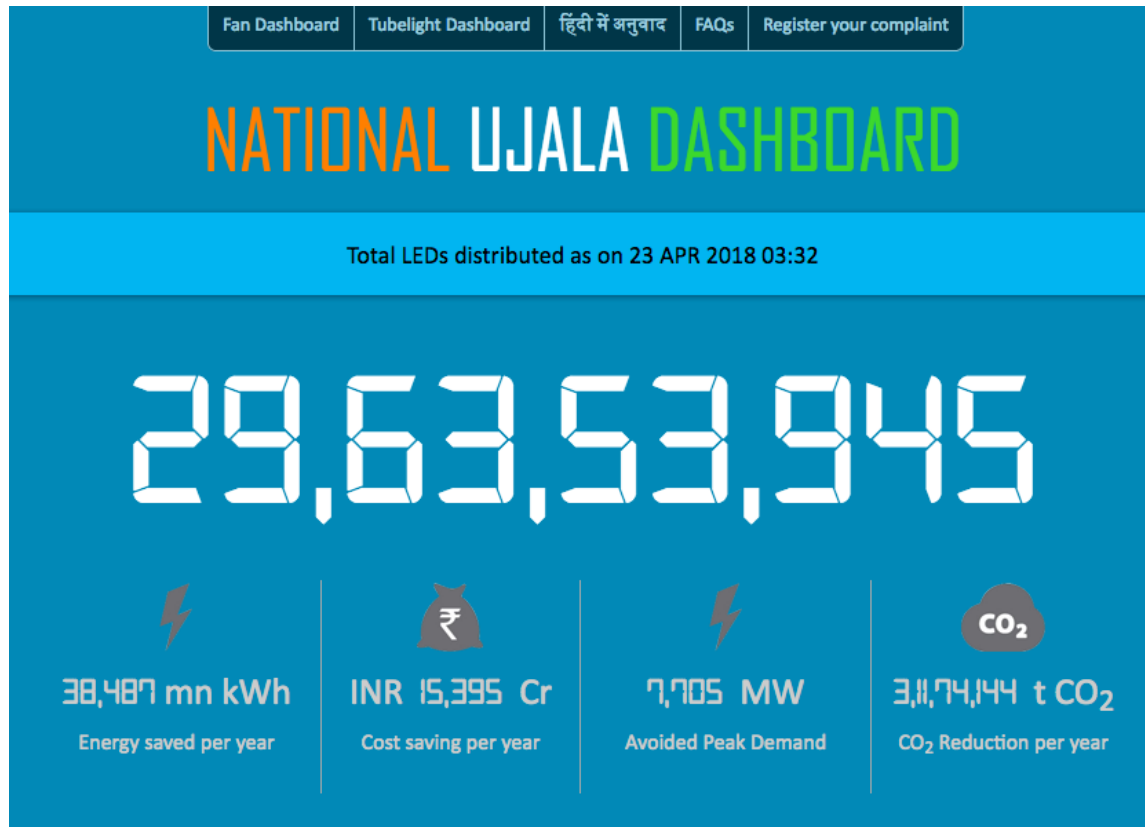 Fan Dashboard Tubelight Dashboard हिंदी में अनुवाद FAQs Register your complaint
NATIONAL UJALA DASHBOARD
Total LEDs distributed as on 23 APR 2018 03:32
29,63,53,945
₹ CO₂
38,487 mn kWh INR 15,395 Cr 7,705 MW 3,11,74,144 t CO₂
Energy saved per year Cost saving per year Avoided Peak Demand CO₂ Reduction per year